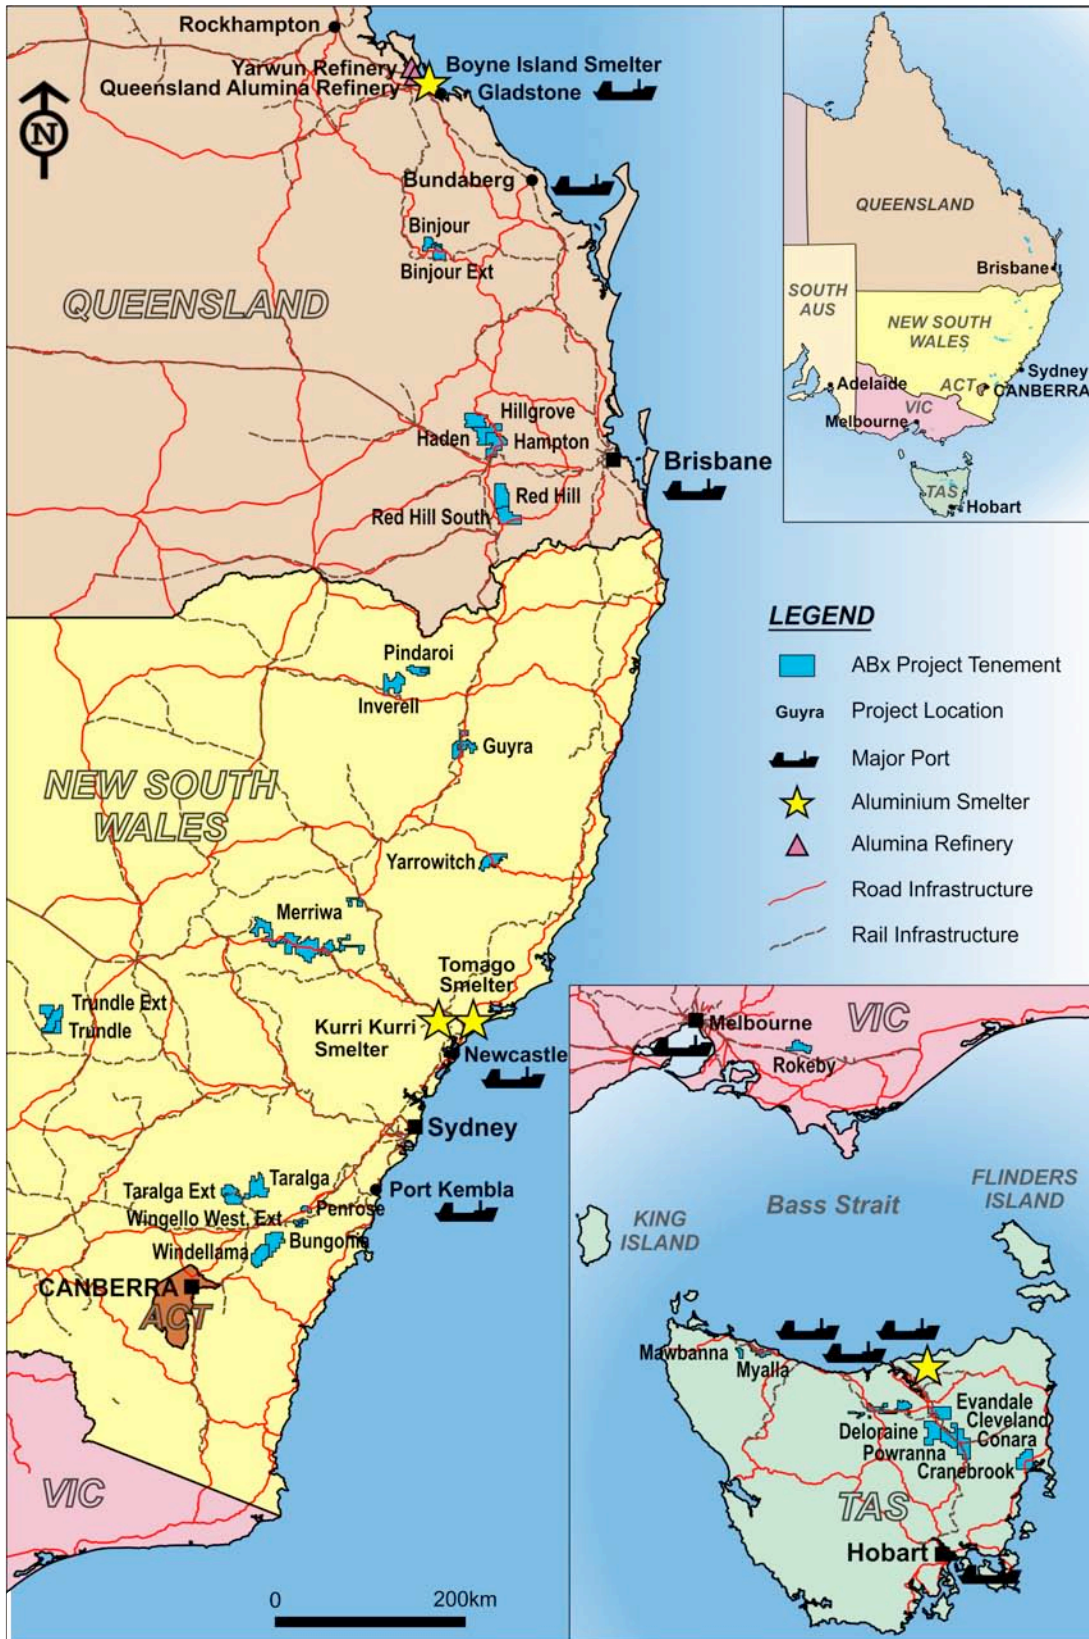 Rockhampton
Yarwun Refinery
Boyne Island Smelter
Queensland Alumina Refinery
Gladstone
N
Bundaberg
Binjour
Binjour Ext
QUEENSLAND
Hillgrove
Haden
Hampton
Brisbane
Red Hill
Red Hill South
Pindaroi
Inverell
Guyra
NEW SOUTH
WALES
Yarrowitch
Merriwa
Tomago
Smelter
Trundle Ext
Trundle
Kurri Kurri
Smelter
Newcastle
Sydney
Taralga
Taralga Ext
Port Kembla
Penrose
Wingello West, Ext
Bungonia
Windellama
CANBERRA
ACT
VIC
0
200km
QUEENSLAND
Brisbane
SOUTH
AUS
NEW SOUTH
WALES
Sydney
ACT
CANBERRA
Adelaide
VIC
Melbourne
TAS
Hobart
LEGEND
ABx Project Tenement
Guyra
Project Location
Major Port
Aluminium Smelter
Alumina Refinery
Road Infrastructure
Rail Infrastructure
Melbourne
VIC
Rokeby
FLINDERS
ISLAND
Bass Strait
KING
ISLAND
Mawbanna
Myalla
Evandale
Cleveland
Deloraine
Conara
Powranna
Cranebrook
TAS
Hobart